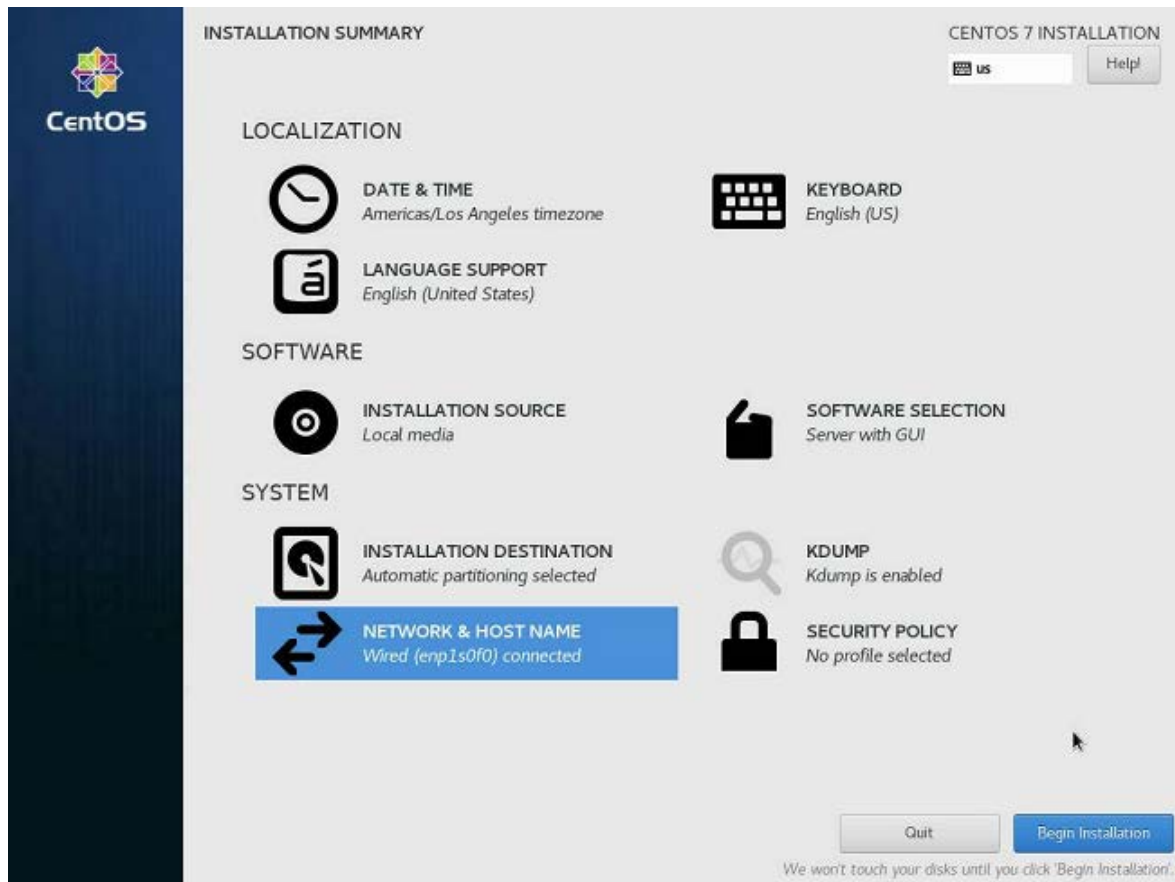 INSTALLATION SUMMARY
CENTOS 7 INSTALLATION
us
Help!
CentOS
LOCALIZATION
DATE & TIME
Americas/Los Angeles timezone
KEYBOARD
English (US)
á
LANGUAGE SUPPORT
English (United States)
SOFTWARE
INSTALLATION SOURCE
Local media
SOFTWARE SELECTION
Server with GUI
SYSTEM
INSTALLATION DESTINATION
Automatic partitioning selected
KDUMP
Kdump is enabled
NETWORK & HOST NAME
Wired (enp1s0f0) connected
SECURITY POLICY
No profile selected
Quit
Begin Installation
We won't touch your disks until you click 'Begin Installation'.